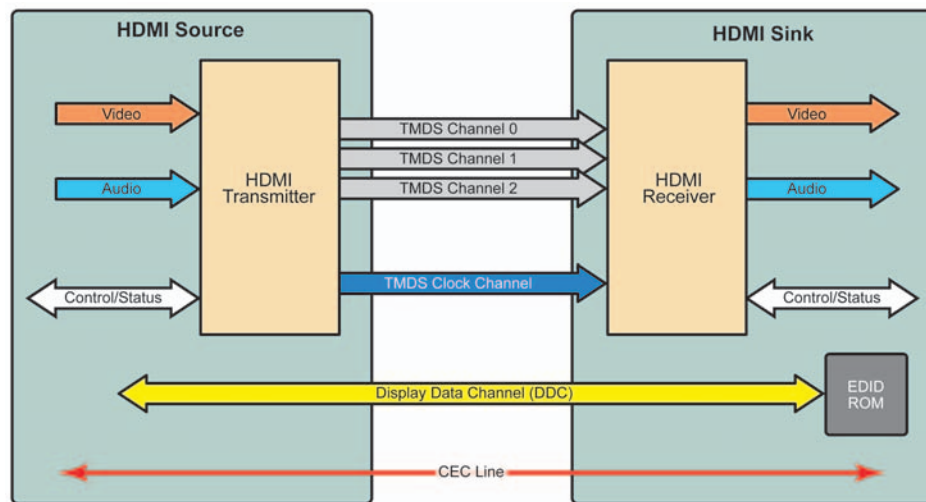 HDMI Source
HDMI Sink
Video
Audio
Control/Status
HDMI
Transmitter
TMDS Channel 0
TMDS Channel 1
TMDS Channel 2
TMDS Clock Channel
HDMI
Receiver
Video
Audio
Control/Status
Display Data Channel (DDC)
EDID
ROM
CEC Line